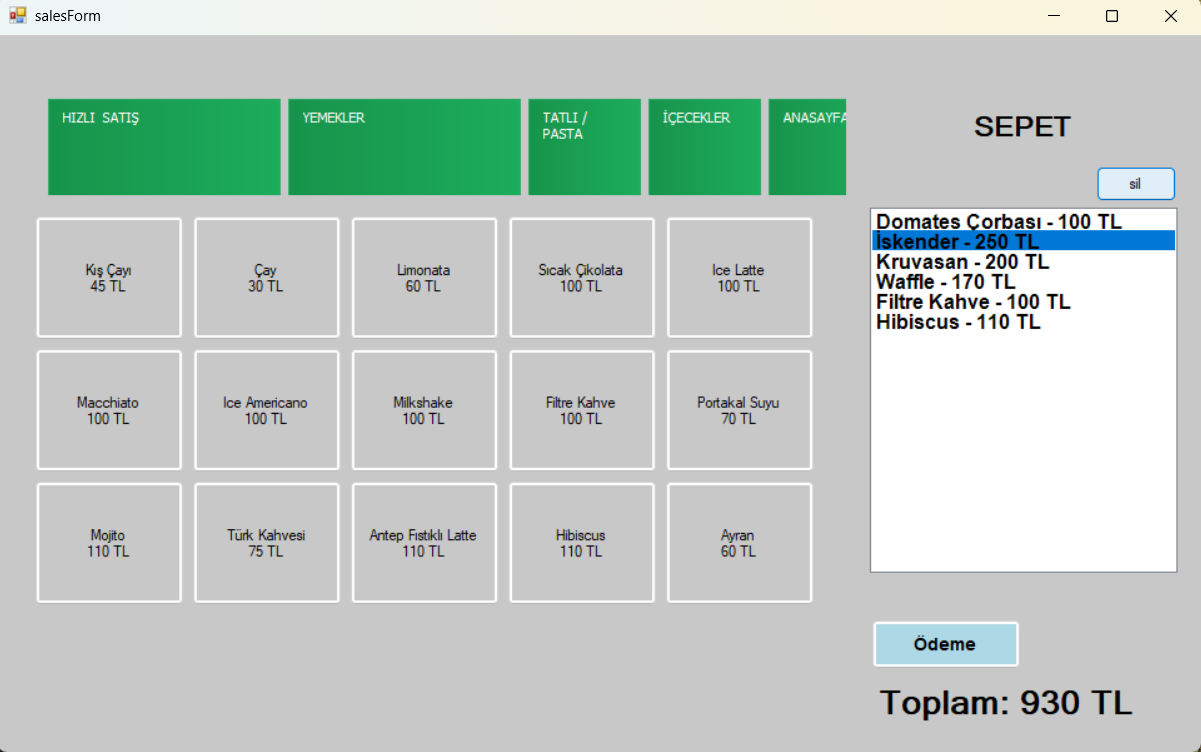 salesForm
HIZLI SATIŞ
YEMEKLER
TATLI /
PASTA
İÇECEKLER
ANASAYFA
SEPET
sil
Kış Çayı
45 TL
Çay
30 TL
Limonata
60 TL
Sıcak Çikolata
100 TL
Ice Latte
100 TL
Macchiato
100 TL
Ice Americano
100 TL
Milkshake
100 TL
Filtre Kahve
100 TL
Portakal Suyu
70 TL
Mojito
110 TL
Türk Kahvesi
75 TL
Antep Fıstıklı Latte
110 TL
Hibiscus
110 TL
Ayran
60 TL
Domates Çorbası - 100 TL
İskender - 250 TL
Kruvasan - 200 TL
Waffle - 170 TL
Filtre Kahve - 100 TL
Hibiscus - 110 TL
Ödeme
Toplam: 930 TL